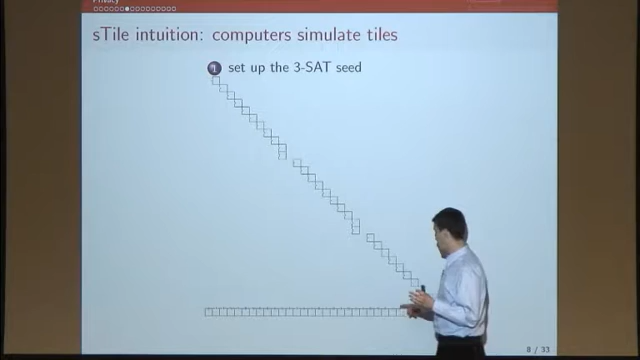 Privacy
sTile intuition: computers simulate tiles
1 set up the 3-SAT seed
8 / 33